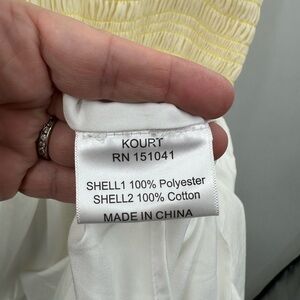 KOURT
RN 151041
SHELL1 100% Polyester
SHELL2 100% Cotton
MADE IN CHINA